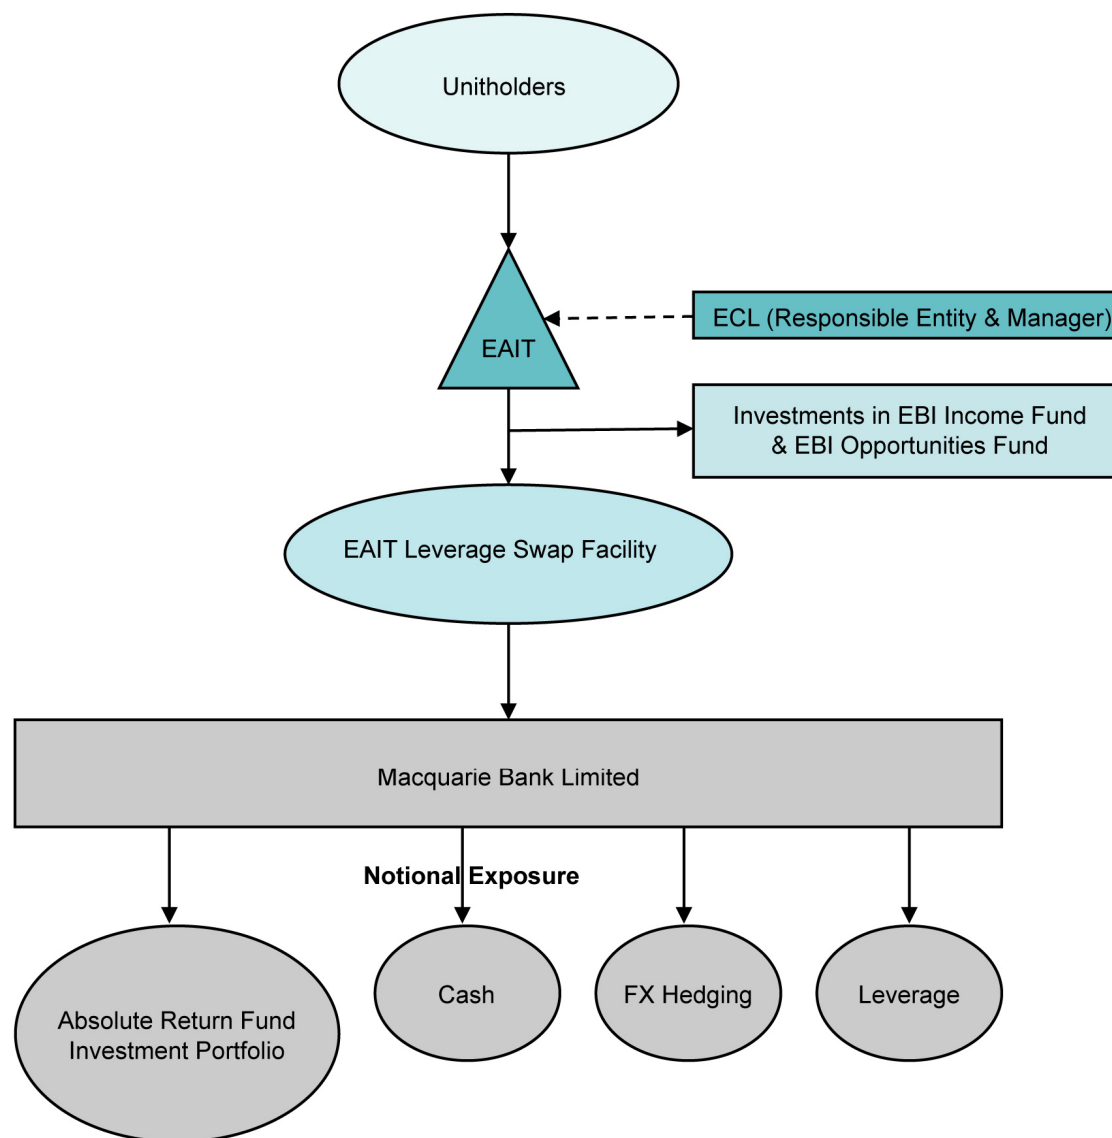 Unitholders
ECL (Responsible Entity & Manager)
EAIT
Investments in EBI Income Fund
& EBI Opportunities Fund
EAIT Leverage Swap Facility
Macquarie Bank Limited
Notional Exposure
Cash
FX Hedging
Leverage
Absolute Return Fund
Investment Portfolio